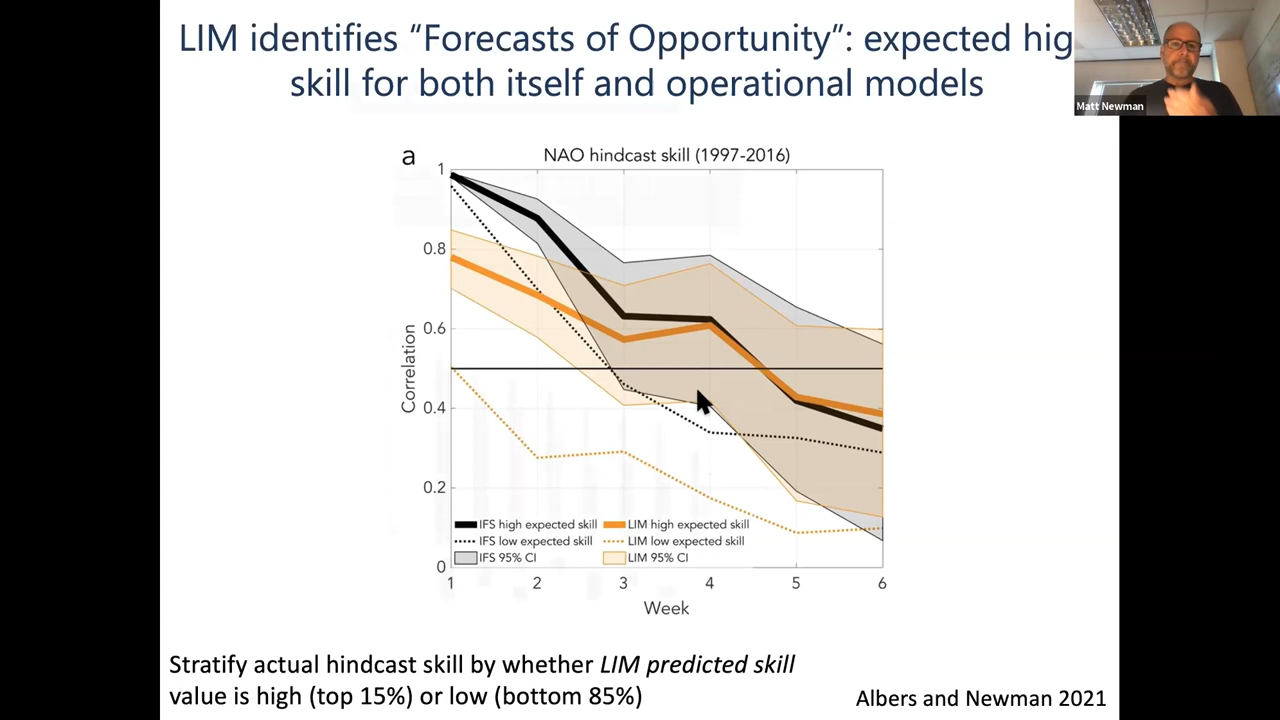 LIM identifies “Forecasts of Opportunity”: expected hig
skill for both itself and operational models
Matt Newman
a
NAO hindcast skill (1997-2016)
1
0.8
0.6
0.4
0.2
0
Correlation
IFS high expected skill
LIM high expected skill
IFS low expected skill
LIM low expected skill
IFS 95% CI
LIM 95% CI
1 2 3 4 5 6
Week
Stratify actual hindcast skill by whether LIM predicted skill
value is high (top 15%) or low (bottom 85%)
Albers and Newman 2021